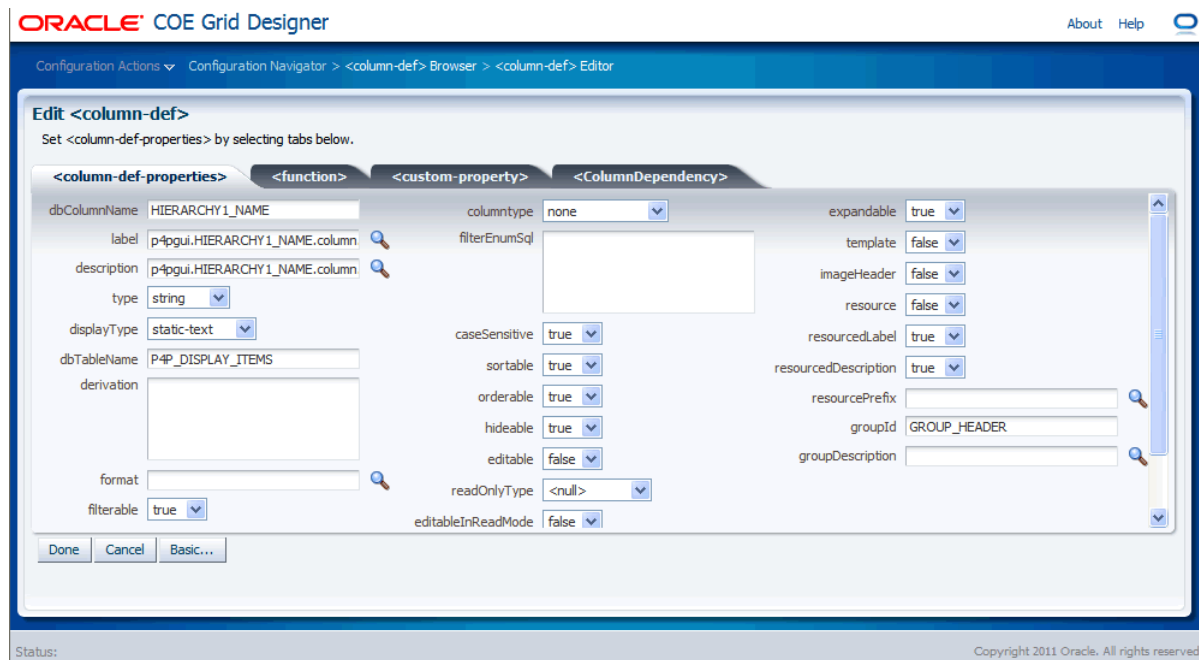 ORACLE COE Grid Designer
About Help
Configuration Actions Configuration Navigator > <column-def> Browser > <column-def> Editor
Edit <column-def>
Set <column-def-properties> by selecting tabs below.
<column-def-properties> <function> <custom-property> <ColumnDependency>
dbColumnName HIERARCHY1_NAME
label p4pgui.HIERARCHY1_NAME.column
description p4pgui.HIERARCHY1_NAME.column
type string
displayType static-text
dbTableName P4P_DISPLAY_ITEMS
derivation
format
filterable true
columntype none
filterEnumSql
caseSensitive true
sortable true
orderable true
hideable true
editable false
readOnlyType <null>
editableInReadMode false
expandable true
template false
imageHeader false
resource false
resourcedLabel true
resourcedDescription true
resourcePrefix
groupId GROUP_HEADER
groupDescription
Done Cancel Basic...
Status:
Copyright 2011 Oracle. All rights reserved